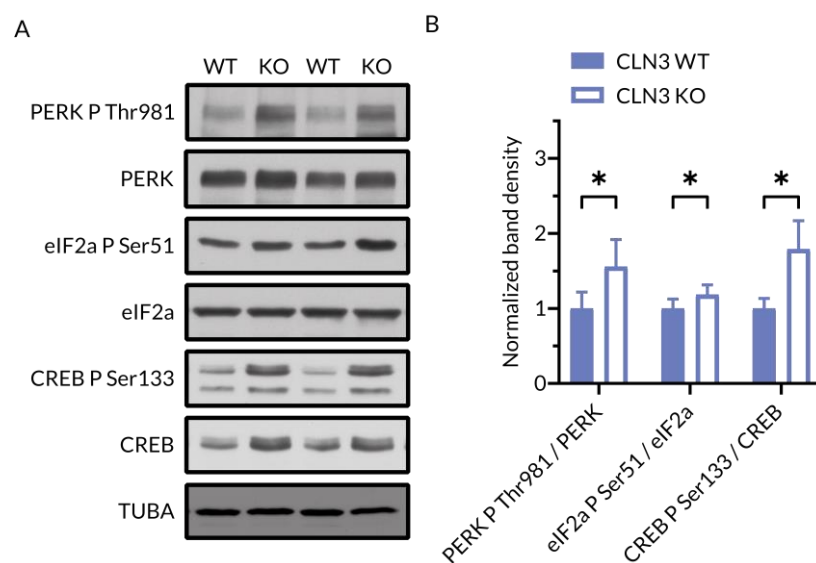 A
WT KO WT KO
PERK P Thr981
PERK
eIF2a P Ser51
eIF2a
CREB P Ser133
CREB
TUBA
B
CLN3 WT
CLN3 KO
Normalized band density
3
2
1
0
* * *
PERK P Thr981 / PERK
eIF2a P Ser51 / eIF2a
CREB P Ser133 / CREB